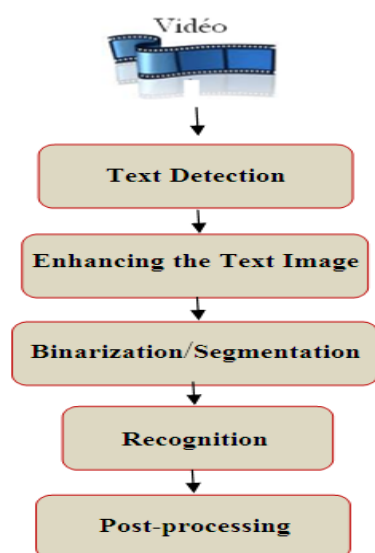 Vidéo
Text Detection
Enhancing the Text Image
Binarization/Segmentation
Recognition
Post-processing